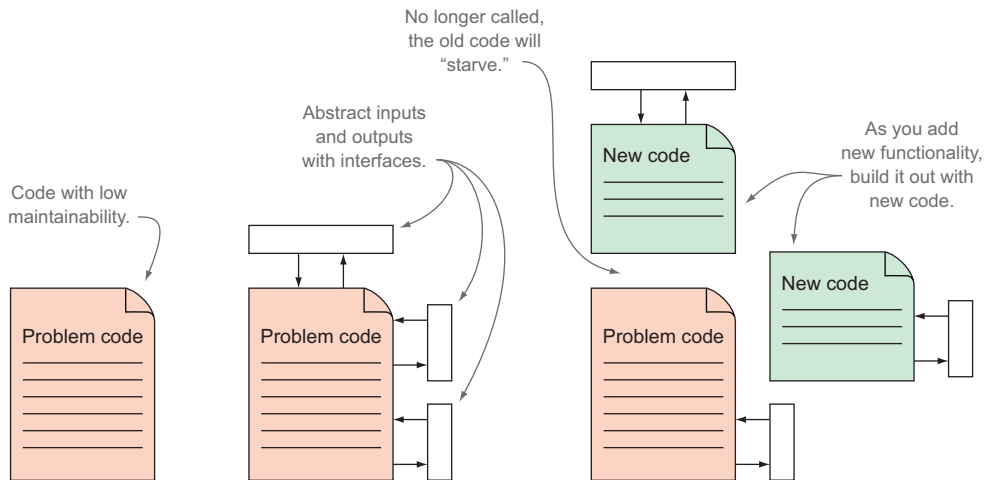 Code with low
maintainability.
Problem code
Abstract inputs
and outputs
with interfaces.
Problem code
No longer called,
the old code will
“starve.”
New code
As you add
new functionality,
build it out with
new code.
New code
Problem code